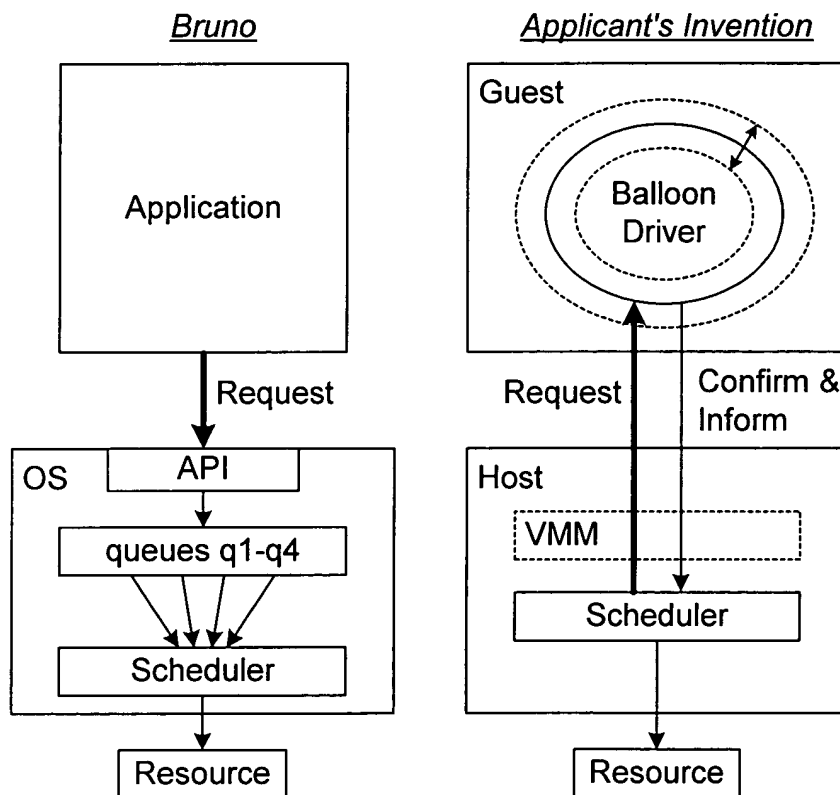 Bruno
Application
Request
OS
API
queues q1-q4
Scheduler
Resource
Applicant's Invention
Guest
Balloon
Driver
Request
Confirm &
Inform
Host
VMM
Scheduler
Resource